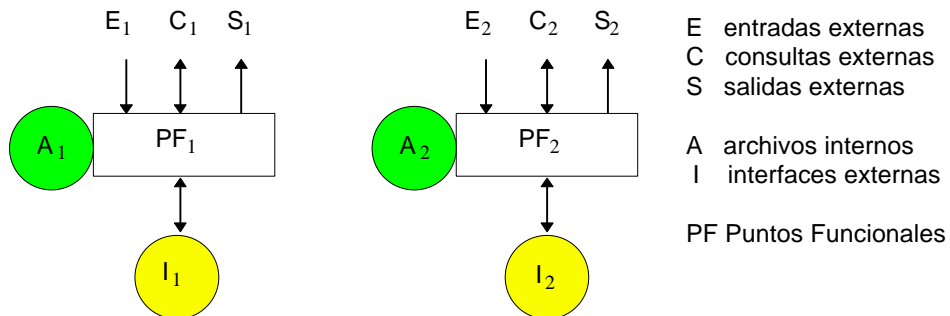 E1 C1 S1
E2 C2 S2
A1 PF1
A2 PF2
I1
I2
E entradas externas
C consultas externas
S salidas externas
A archivos internos
I interfaces externas
PF Puntos Funcionales